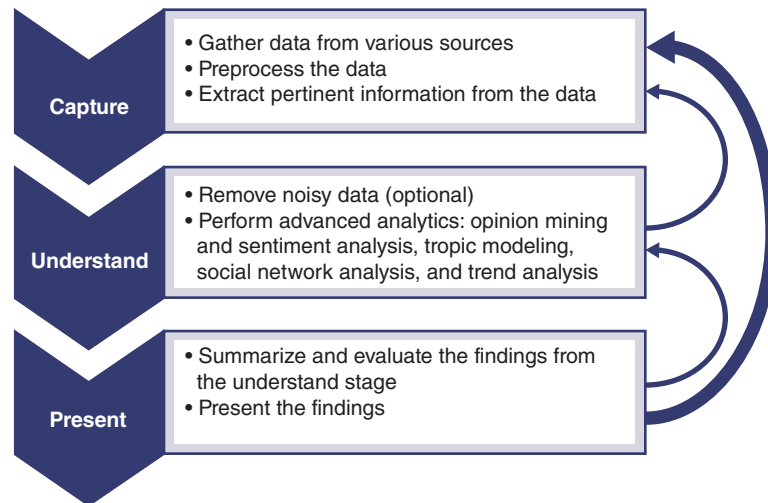 Capture
• Gather data from various sources
• Preprocess the data
• Extract pertinent information from the data
Understand
• Remove noisy data (optional)
• Perform advanced analytics: opinion mining
and sentiment analysis, tropic modeling,
social network analysis, and trend analysis
Present
• Summarize and evaluate the findings from
the understand stage
• Present the findings